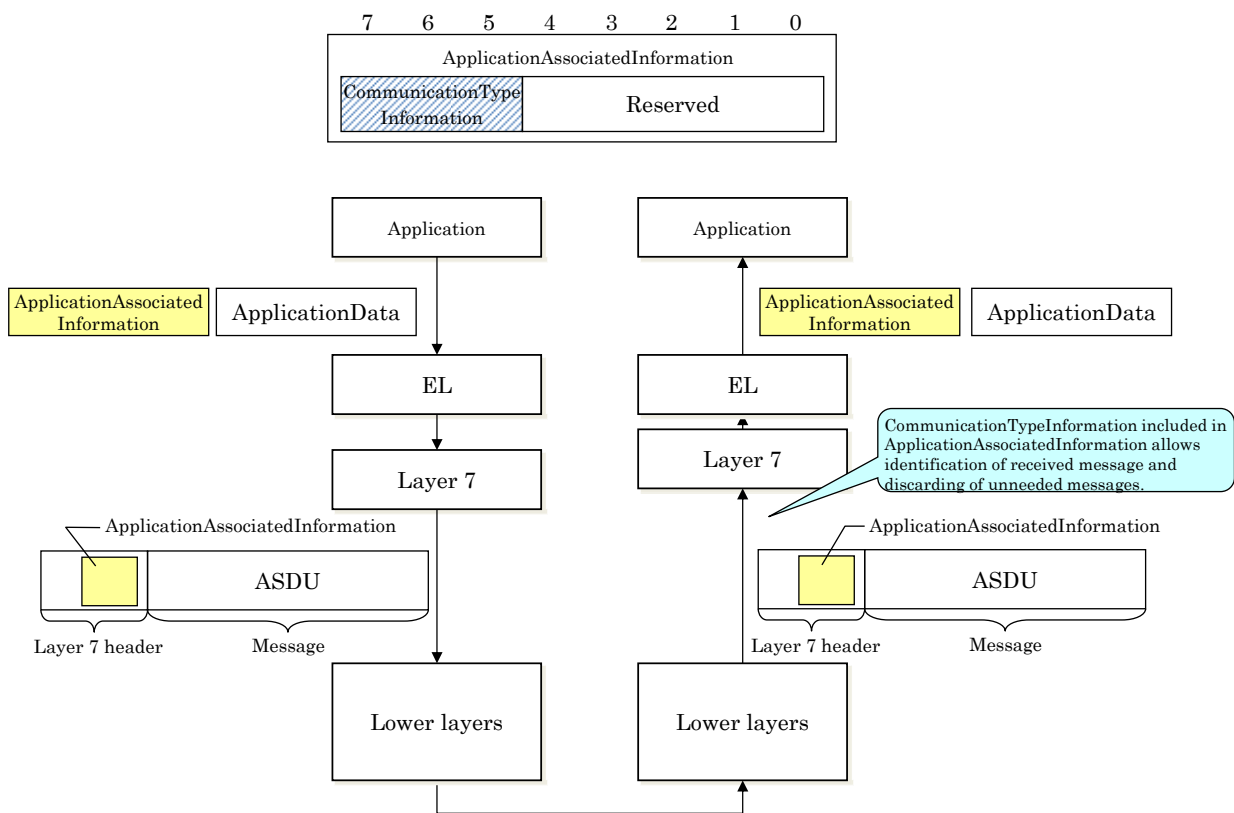 7 6 5 4 3 2 1 0
ApplicationAssociatedInformation
CommunicationType
Information
Reserved
Application
Application
ApplicationAssociated
Information
ApplicationData
ApplicationAssociated
Information
ApplicationData
EL
EL
CommunicationTypeInformation included in
ApplicationAssociatedInformation allows
identification of received message and
discarding of unneeded messages.
Layer 7
Layer 7
ApplicationAssociatedInformation
ApplicationAssociatedInformation
ASDU
ASDU
Layer 7 header
Message
Layer 7 header
Message
Lower layers
Lower layers